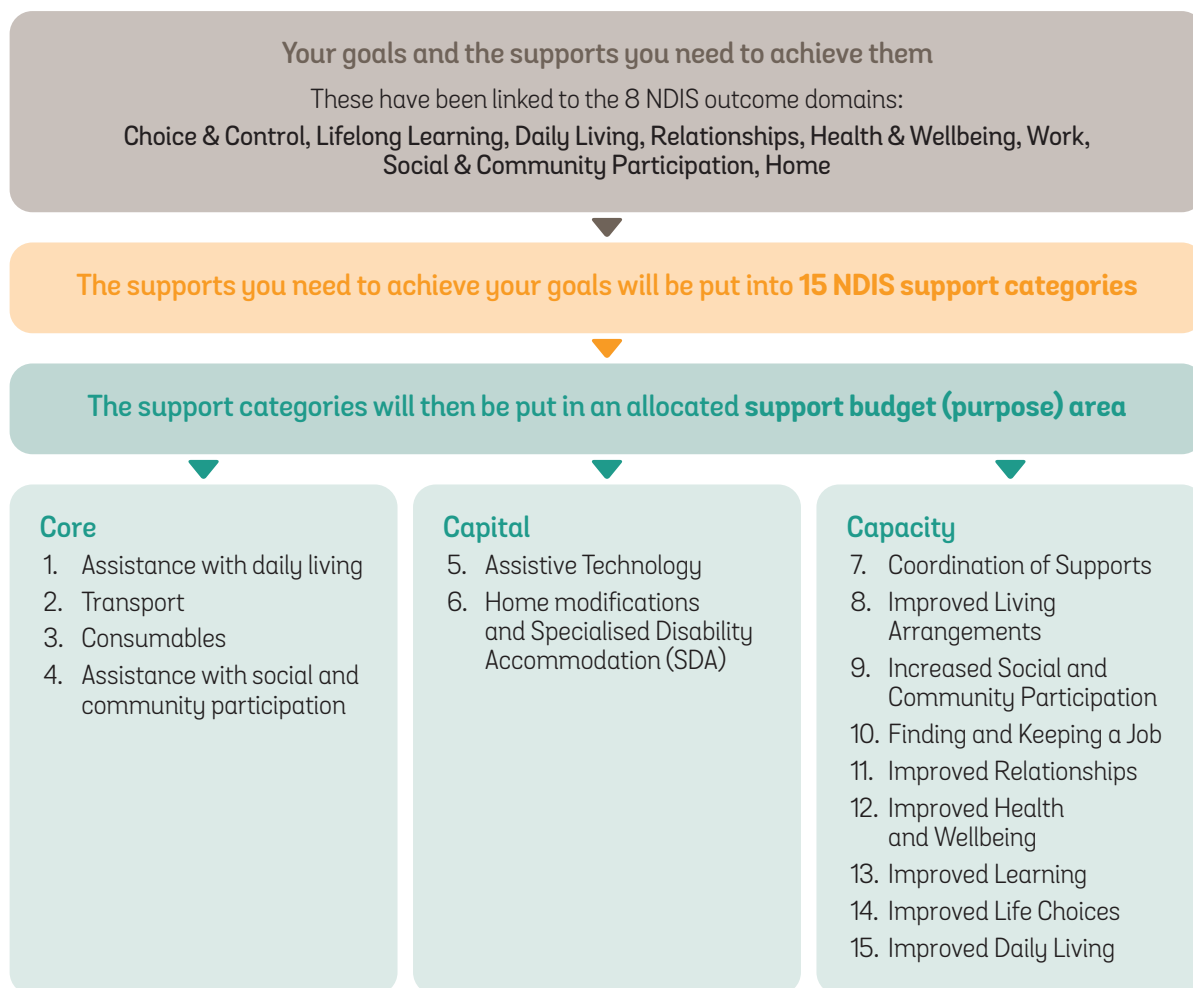 Your goals and the supports you need to achieve them
These have been linked to the 8 NDIS outcome domains:
Choice & Control, Lifelong Learning, Daily Living, Relationships, Health & Wellbeing, Work,
Social & Community Participation, Home
The supports you need to achieve your goals will be put into 15 NDIS support categories
The support categories will then be put in an allocated support budget (purpose) area
Core
1. Assistance with daily living
2. Transport
3. Consumables
4. Assistance with social and
community participation
Capital
5. Assistive Technology
6. Home modifications
and Specialised Disability
Accommodation (SDA)
Capacity
7. Coordination of Supports
8. Improved Living
Arrangements
9. Increased Social and
Community Participation
10. Finding and Keeping a Job
11. Improved Relationships
12. Improved Health
and Wellbeing
13. Improved Learning
14. Improved Life Choices
15. Improved Daily Living